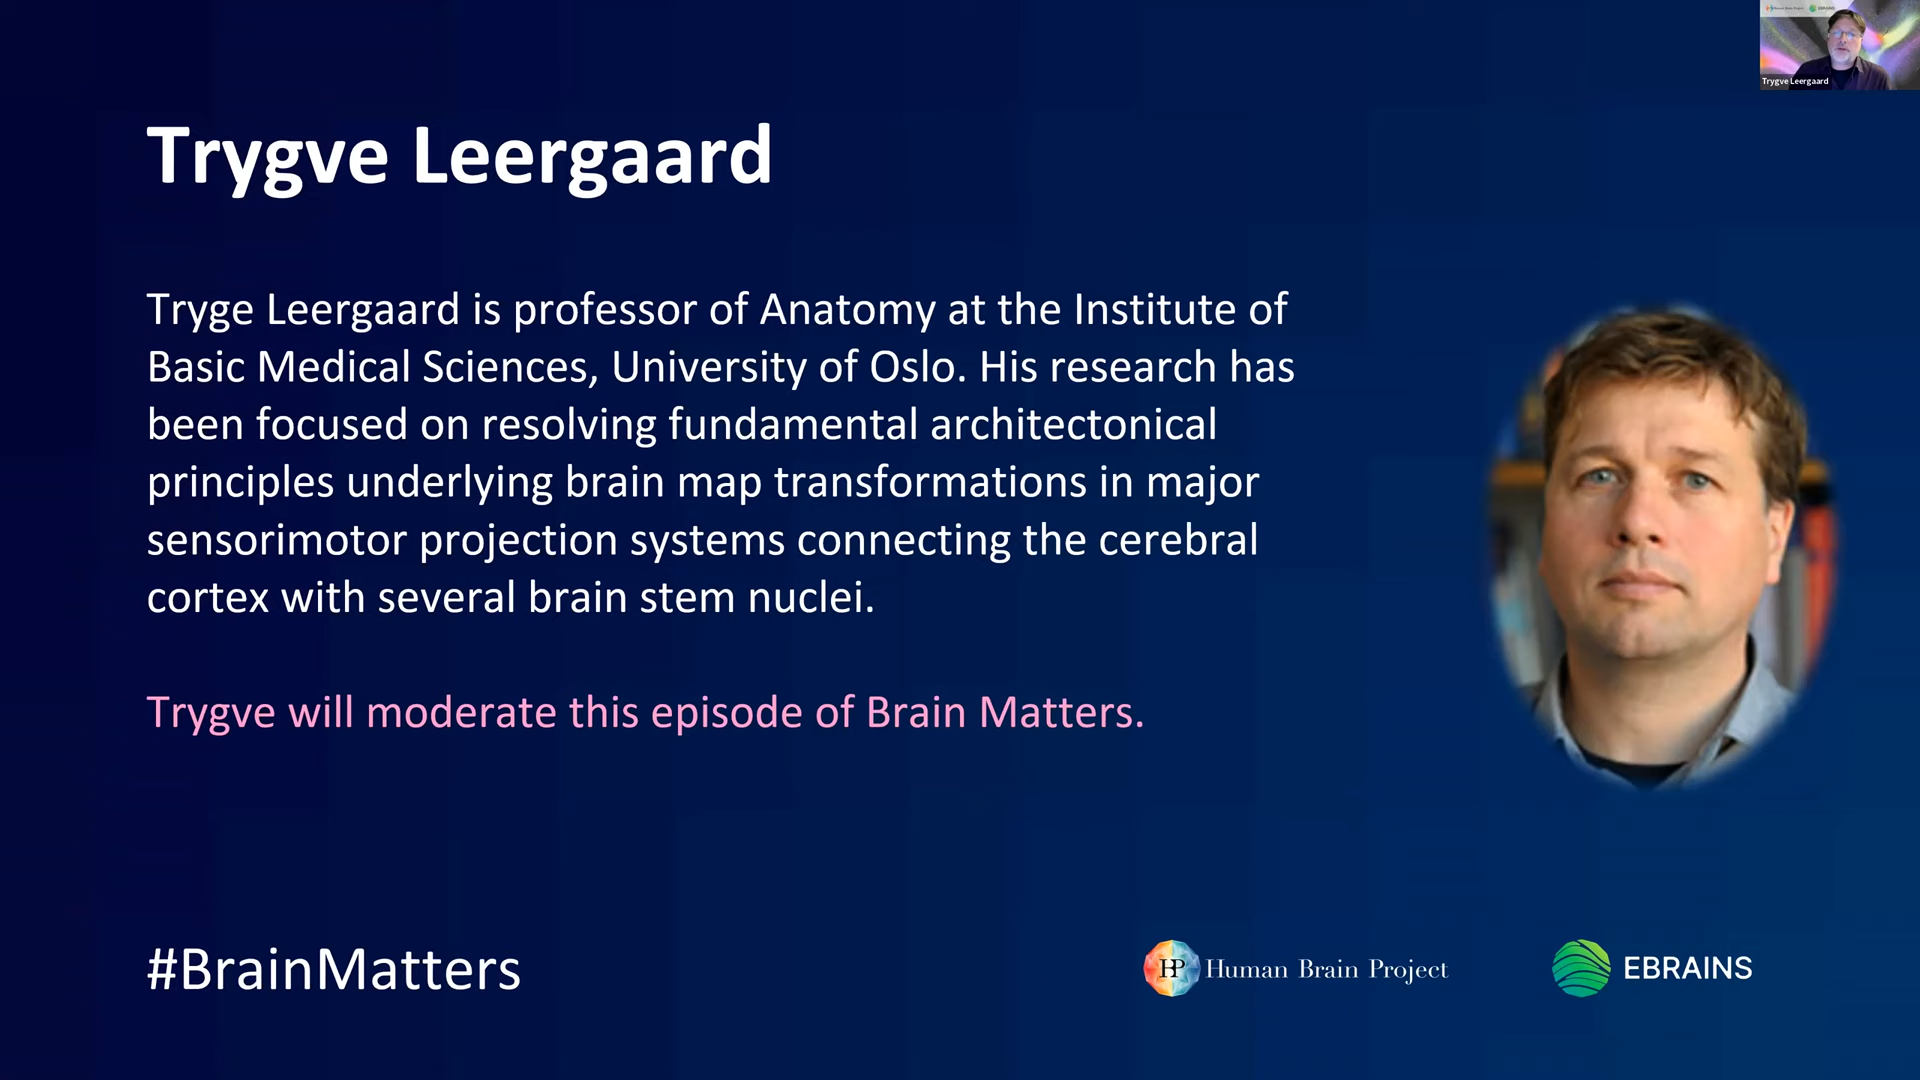 Trygve Leergaard
Trygve Leergaard
Tryge Leergaard is professor of Anatomy at the Institute of
Basic Medical Sciences, University of Oslo. His research has
been focused on resolving fundamental architectonical
principles underlying brain map transformations in major
sensorimotor projection systems connecting the cerebral
cortex with several brain stem nuclei.
Trygve will moderate this episode of Brain Matters.
#BrainMatters
HP Human Brain Project
EBRAINS